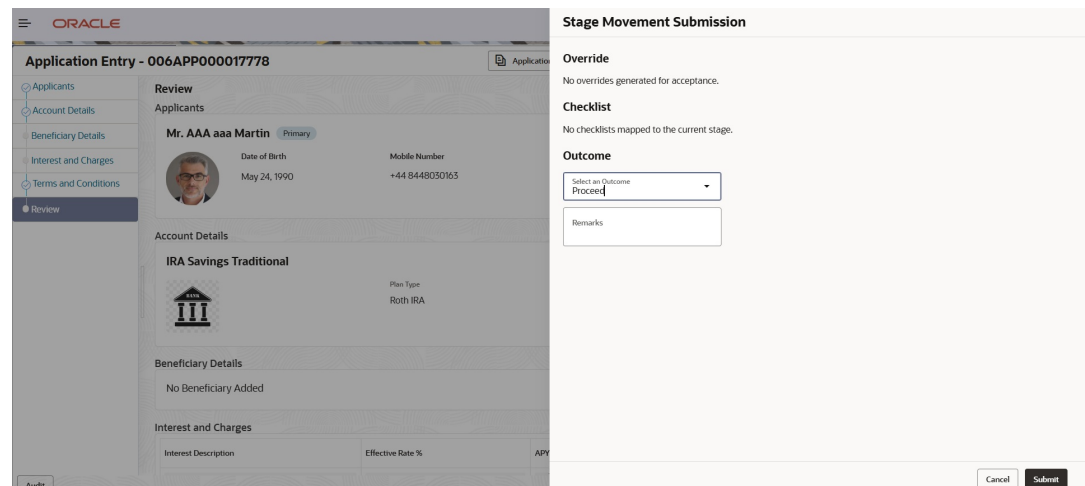 ORACLE
Application Entry - 006APP000017778
Application
Applicants
Account Details
Beneficiary Details
Interest and Charges
Terms and Conditions
Review
Review
Applicants
Mr. AAA aaa Martin Primary
Date of Birth Mobile Number
May 24, 1990 +44 8448030163
Account Details
IRA Savings Traditional
BANK
Plan Type
Roth IRA
Beneficiary Details
No Beneficiary Added
Interest and Charges
Interest Description Effective Rate % APY
Audit
Stage Movement Submission
Override
No overrides generated for acceptance.
Checklist
No checklists mapped to the current stage.
Outcome
Select an Outcome
Proceed
Remarks
Cancel Submit